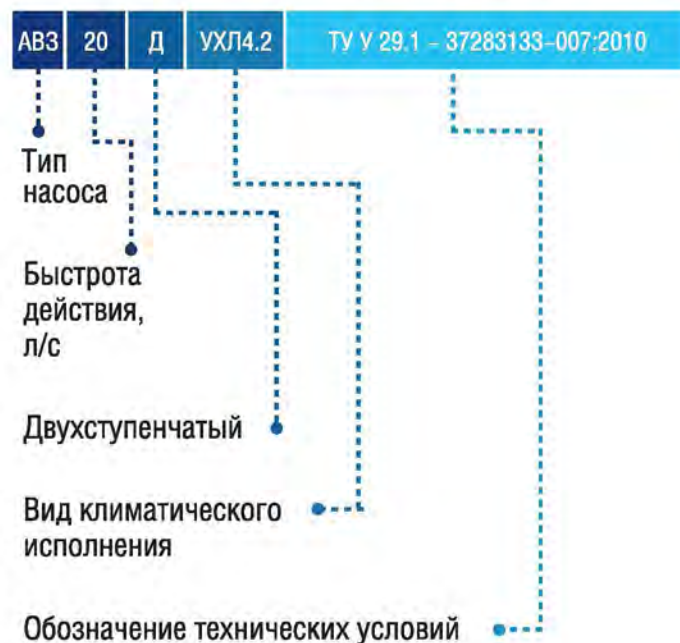 АВЗ 20 Д УХЛ4.2 ТУ У 29.1 – 37283133–007:2010
Тип
насоса
Быстрота
действия,
л/с
Двухступенчатый
Вид климатического
исполнения
Обозначение технических условий